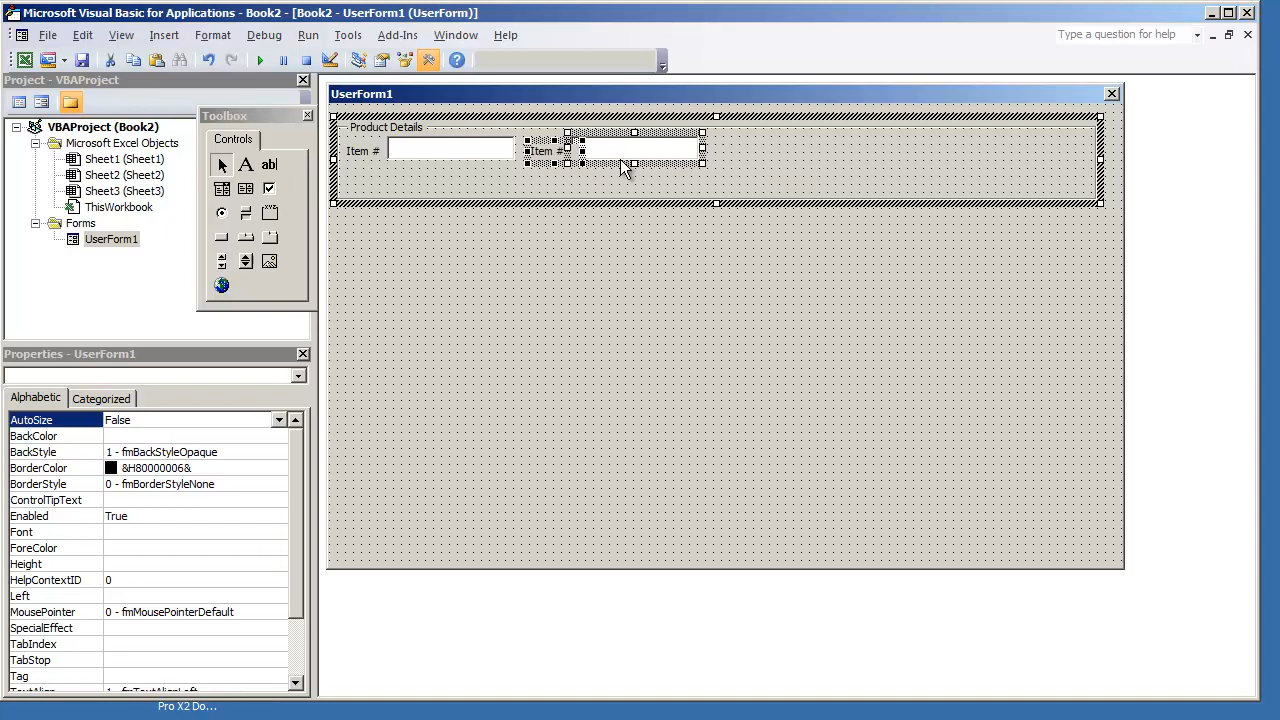 Microsoft Visual Basic for Applications - Book2 - [Book2 - UserForm1 (UserForm)]
File Edit View Insert Format Debug Run Tools Add-Ins Window Help
Type a question for help
Project - VBAProject
VBAProject (Book2)
Microsoft Excel Objects
Sheet1 (Sheet1)
Sheet2 (Sheet2)
Sheet3 (Sheet3)
ThisWorkbook
Forms
UserForm1
Toolbox
Controls
A ab|
UserForm1
Product Details
Item #
Item #
Properties - UserForm1
Alphabetic Categorized
AutoSize False
BackColor
BackStyle 1 - fmBackStyleOpaque
BorderColor &H80000006&
BorderStyle 0 - fmBorderStyleNone
ControlTipText
Enabled True
Font
ForeColor
Height
HelpContextID 0
Left
MousePointer 0 - fmMousePointerDefault
SpecialEffect
TabIndex
TabStop
Tag
TextAlign 1 - fmTextAlignLeft
Pro X2 Do...